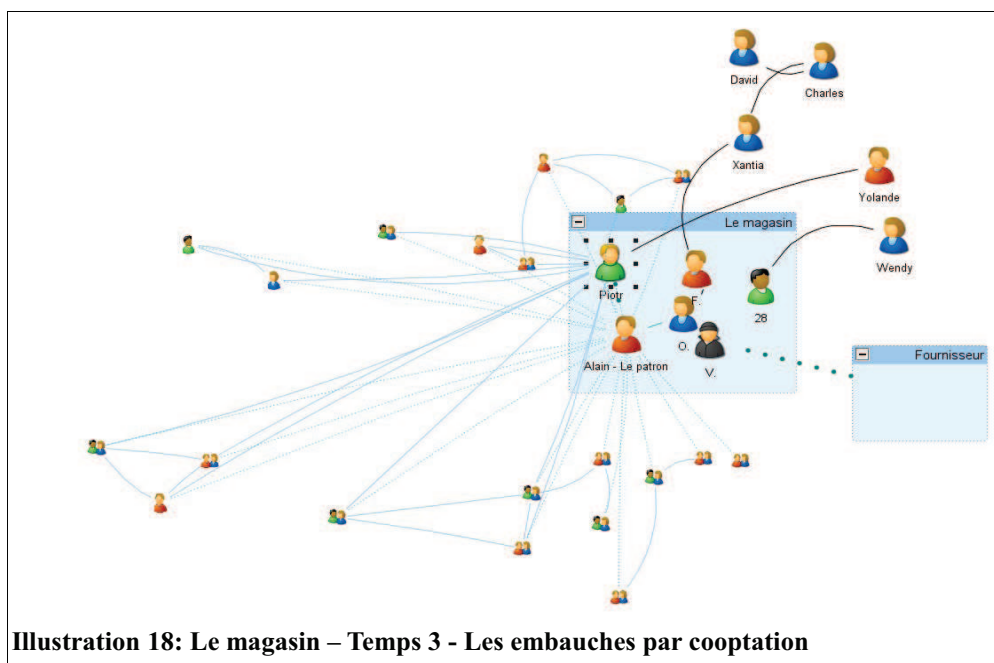 David
Charles
Xantia
Yolande
Le magasin
Wendy
Piotr
F.
28
O.
Alain - Le patron
V.
Fournisseur
Illustration 18: Le magasin – Temps 3 - Les embauches par cooptation